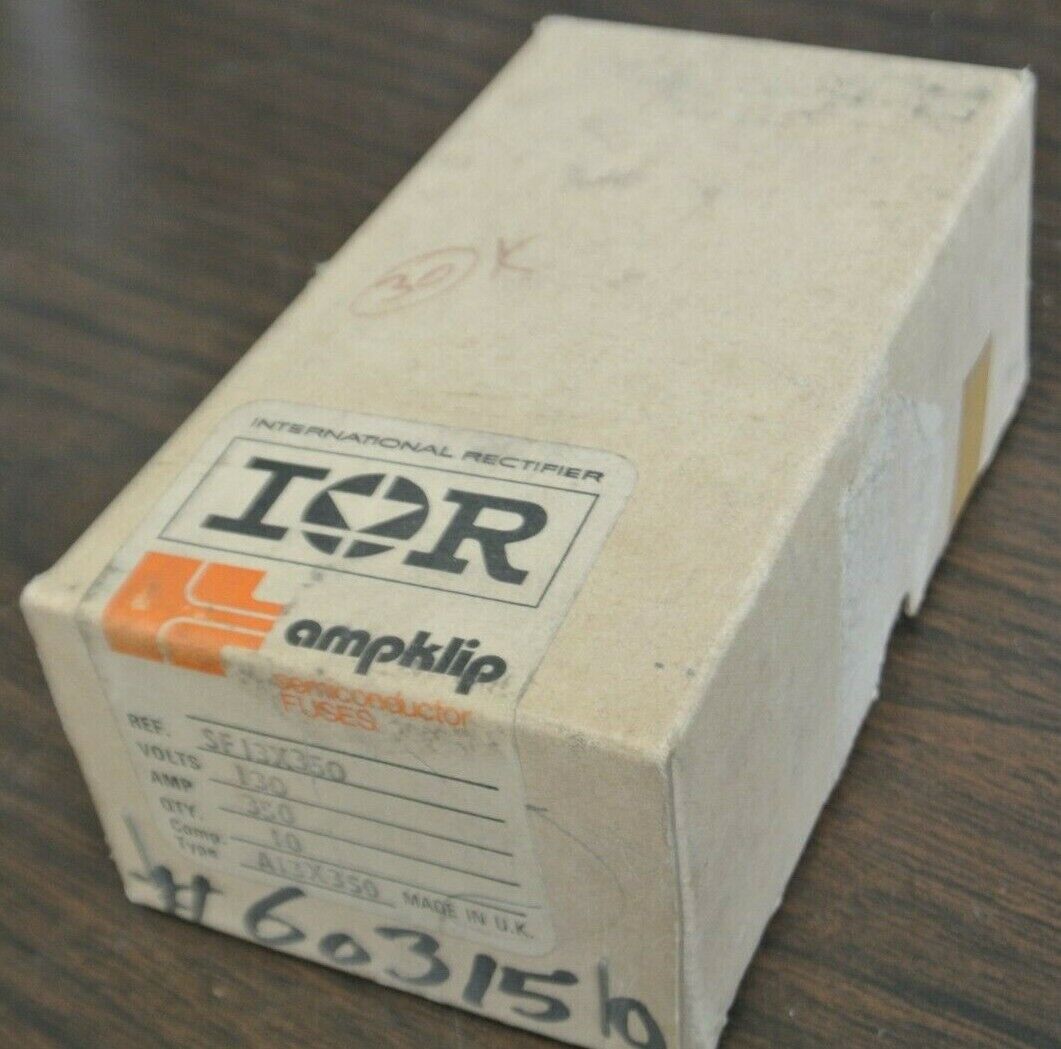 30 K
INTERNATIONAL RECTIFIER
IOR
ampklip
semiconductor
FUSES.
REF. SF13X350
VOLTS 130
AMP 350
QTY. 10
Comp. Type A13X350 MADE IN U.K.
# 603156